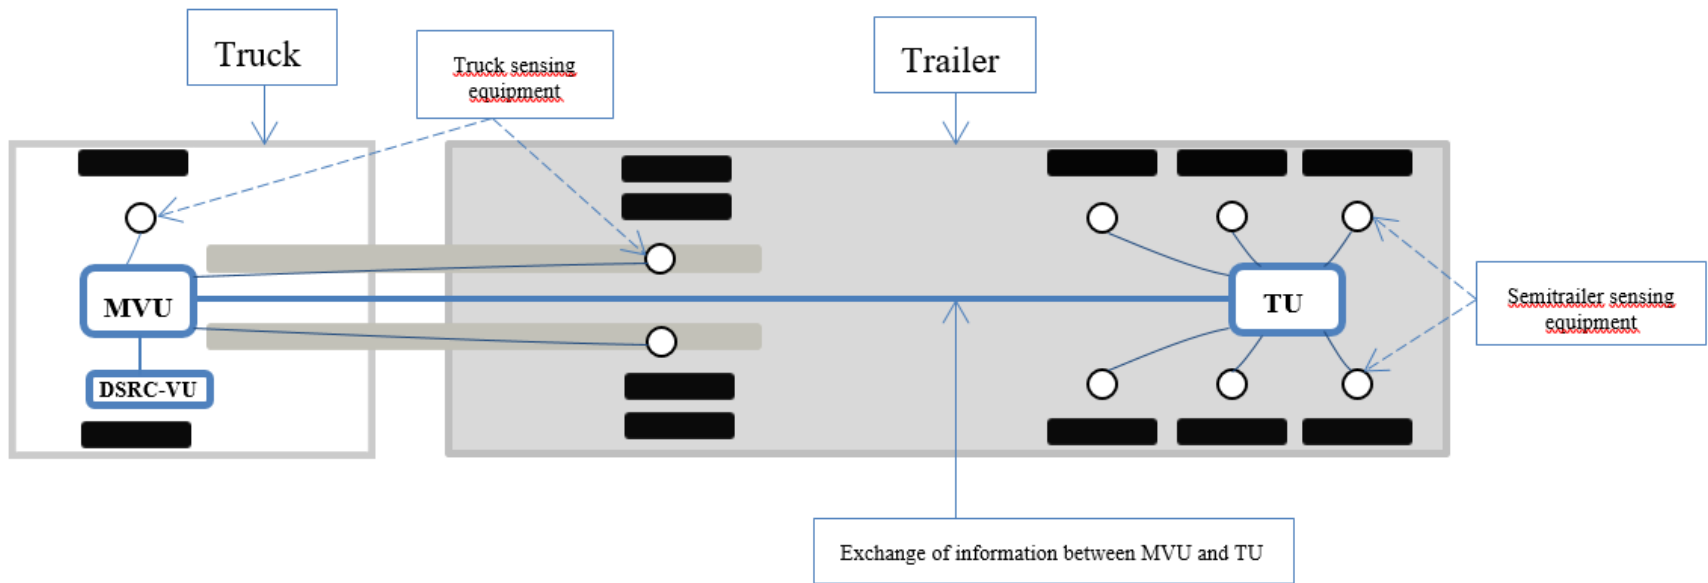 Truck
Truck sensing
equipment
Trailer
MVU
DSRC-VU
TU
Semitrailer sensing
equipment
Exchange of information between MVU and TU